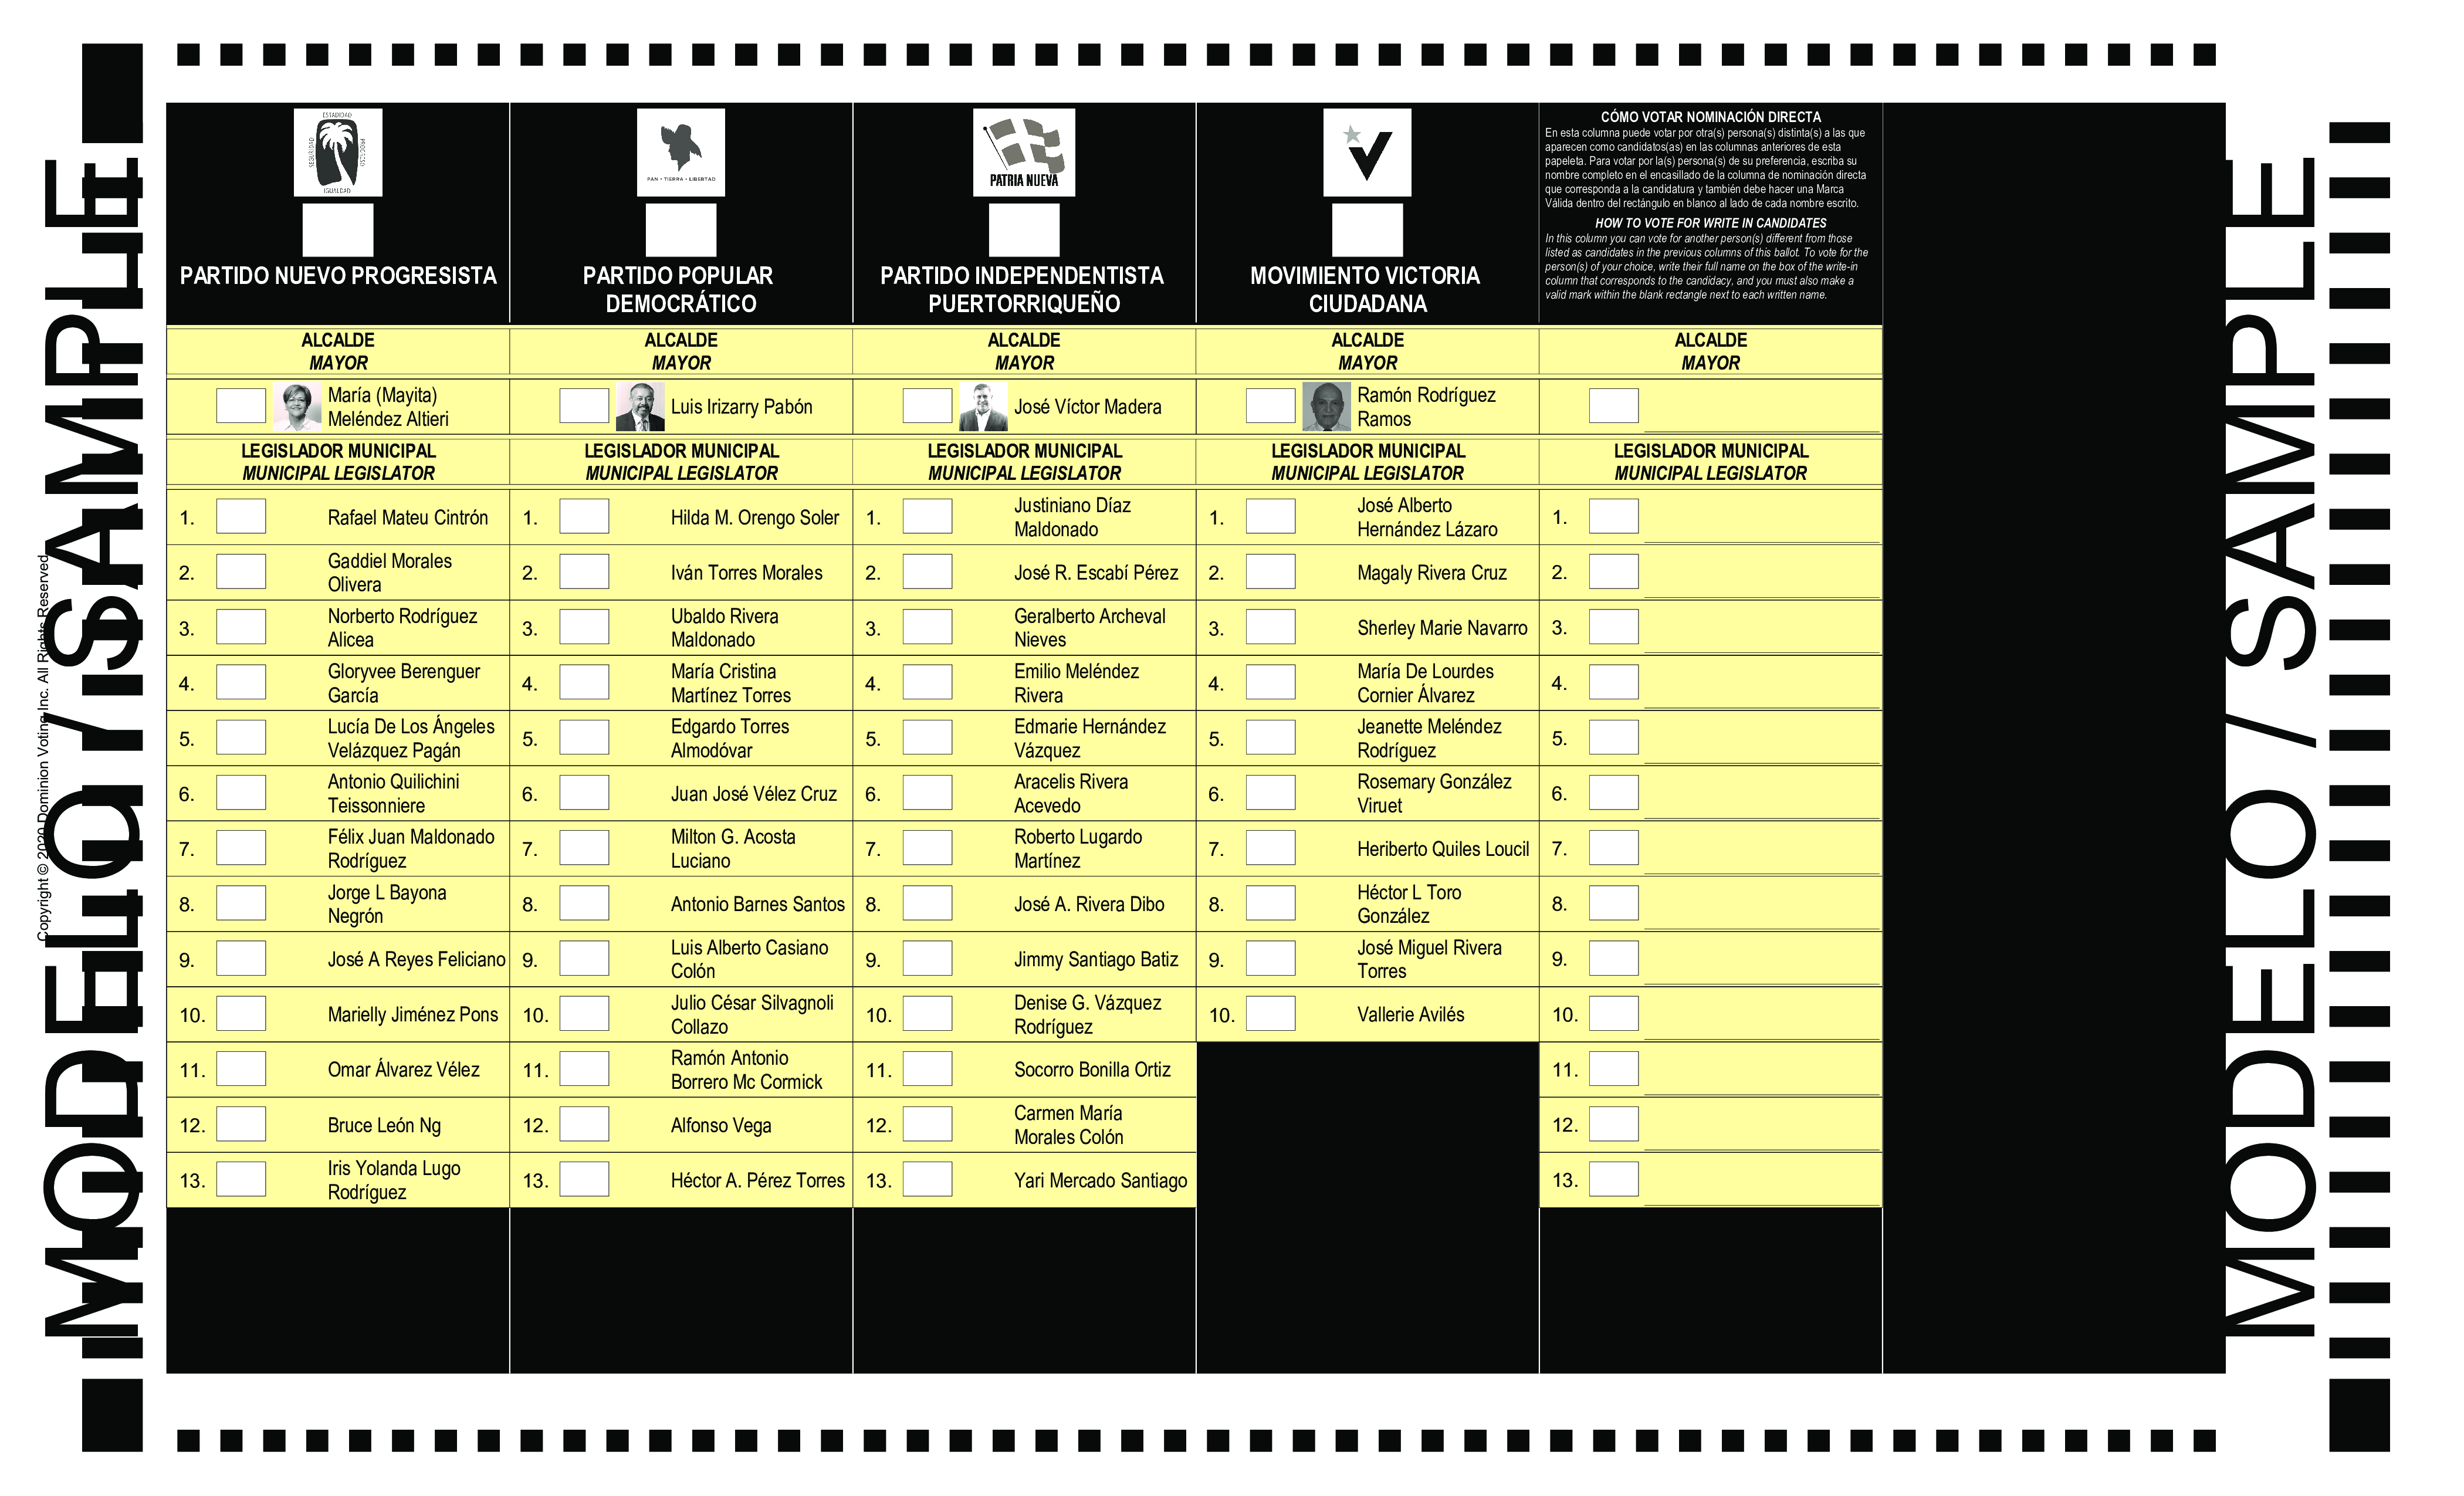 MODELO / SAMPLE
Copyright © 2020 Dominion Voting Inc. All Rights Reserved
ESTADIDAD
SEGURIDAD
PROGRESO
IGUALDAD
PARTIDO NUEVO PROGRESISTA
ALCALDE
MAYOR
María (Mayita)
Meléndez Altieri
LEGISLADOR MUNICIPAL
MUNICIPAL LEGISLATOR
1. Rafael Mateu Cintrón
2. Gaddiel Morales
Olivera
3. Norberto Rodríguez
Alicea
4. Gloryvee Berenguer
García
5. Lucía De Los Ángeles
Velázquez Pagán
6. Antonio Quilichini
Teissonniere
7. Félix Juan Maldonado
Rodríguez
8. Jorge L Bayona
Negrón
9. José A Reyes Feliciano
10. Marielly Jiménez Pons
11. Omar Álvarez Vélez
12. Bruce León Ng
13. Iris Yolanda Lugo
Rodríguez
PAN • TIERRA • LIBERTAD
PARTIDO POPULAR
DEMOCRÁTICO
ALCALDE
MAYOR
Luis Irizarry Pabón
LEGISLADOR MUNICIPAL
MUNICIPAL LEGISLATOR
1. Hilda M. Orengo Soler
2. Iván Torres Morales
3. Ubaldo Rivera
Maldonado
4. María Cristina
Martínez Torres
5. Edgardo Torres
Almodóvar
6. Juan José Vélez Cruz
7. Milton G. Acosta
Luciano
8. Antonio Barnes Santos
9. Luis Alberto Casiano
Colón
10. Julio César Silvagnoli
Collazo
11. Ramón Antonio
Borrero Mc Cormick
12. Alfonso Vega
13. Héctor A. Pérez Torres
PATRIA NUEVA
PARTIDO INDEPENDENTISTA
PUERTORRIQUEÑO
ALCALDE
MAYOR
José Víctor Madera
LEGISLADOR MUNICIPAL
MUNICIPAL LEGISLATOR
1. Justiniano Díaz
Maldonado
2. José R. Escabí Pérez
3. Geralberto Archeval
Nieves
4. Emilio Meléndez
Rivera
5. Edmarie Hernández
Vázquez
6. Aracelis Rivera
Acevedo
7. Roberto Lugardo
Martínez
8. José A. Rivera Dibo
9. Jimmy Santiago Batiz
10. Denise G. Vázquez
Rodríguez
11. Socorro Bonilla Ortiz
12. Carmen María
Morales Colón
13. Yari Mercado Santiago
MOVIMIENTO VICTORIA
CIUDADANA
ALCALDE
MAYOR
Ramón Rodríguez
Ramos
LEGISLADOR MUNICIPAL
MUNICIPAL LEGISLATOR
1. José Alberto
Hernández Lázaro
2. Magaly Rivera Cruz
3. Sherley Marie Navarro
4. María De Lourdes
Cornier Álvarez
5. Jeanette Meléndez
Rodríguez
6. Rosemary González
Viruet
7. Heriberto Quiles Loucil
8. Héctor L Toro
González
9. José Miguel Rivera
Torres
10. Vallerie Avilés
CÓMO VOTAR NOMINACIÓN DIRECTA
En esta columna puede votar por otra(s) persona(s) distinta(s) a las que
aparecen como candidatos(as) en las columnas anteriores de esta
papeleta. Para votar por la(s) persona(s) de su preferencia, escriba su
nombre completo en el encasillado de la columna de nominación directa
que corresponda a la candidatura y también debe hacer una Marca
Válida dentro del rectángulo en blanco al lado de cada nombre escrito.
HOW TO VOTE FOR WRITE IN CANDIDATES
In this column you can vote for another person(s) different from those
listed as candidates in the previous columns of this ballot. To vote for the
person(s) of your choice, write their full name on the box of the write-in
column that corresponds to the candidacy, and you must also make a
valid mark within the blank rectangle next to each written name.
ALCALDE
MAYOR
LEGISLADOR MUNICIPAL
MUNICIPAL LEGISLATOR
1.
2.
3.
4.
5.
6.
7.
8.
9.
10.
11.
12.
13.
MODELO / SAMPLE